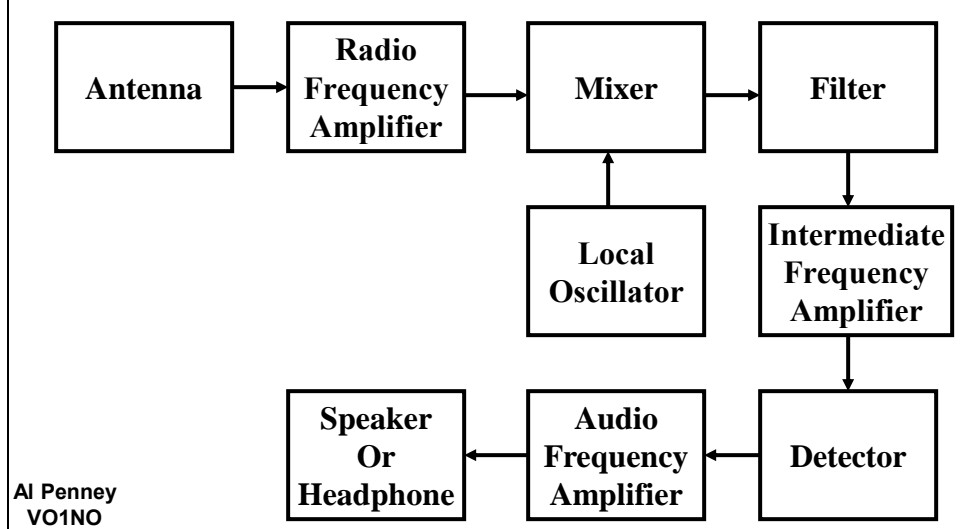 Antenna
Radio
Frequency
Amplifier
Mixer
Filter
Local
Oscillator
Intermediate
Frequency
Amplifier
Speaker
Or
Headphone
Audio
Frequency
Amplifier
Detector
Al Penney
VO1NO